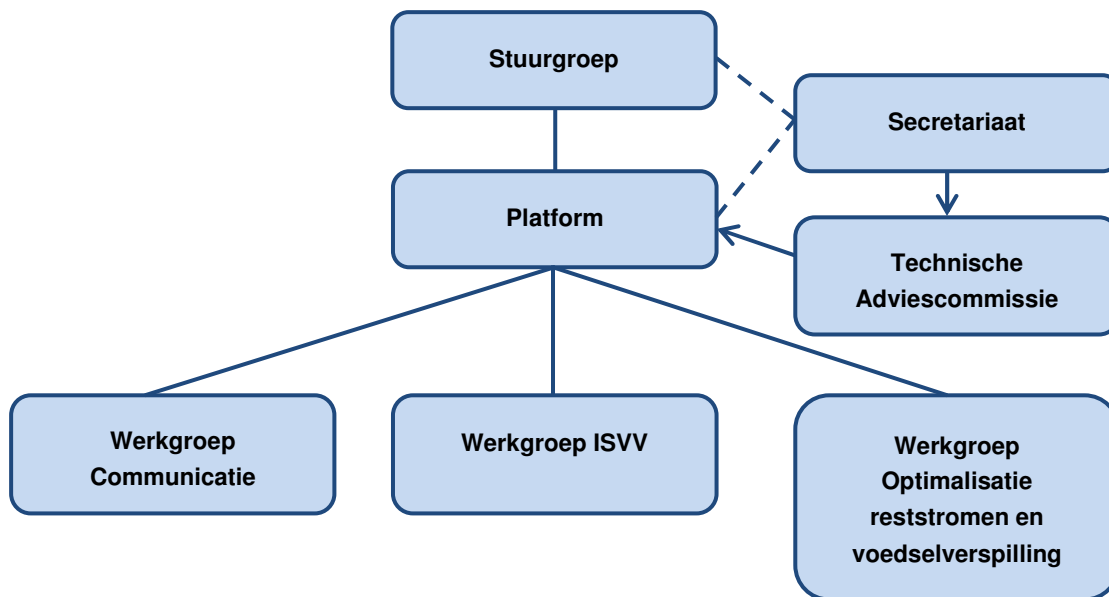 Stuurgroep
Secretariaat
Platform
Technische
Adviescommissie
Werkgroep
Communicatie
Werkgroep ISVV
Werkgroep
Optimalisatie
reststromen en
voedselverspilling